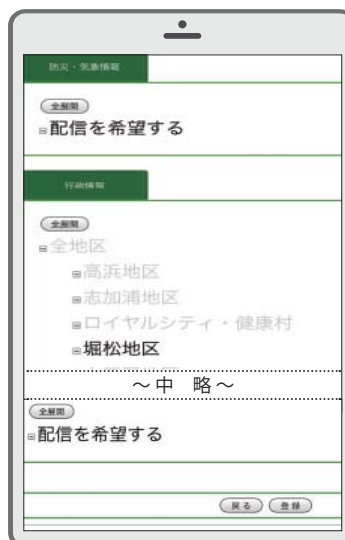 防災・気象情報
全展開
配信を希望する
行政情報
全展開
全地区
高浜地区
志加浦地区
ロイヤルシティ・健康村
堀松地区
〜中 略〜
全展開
配信を希望する
戻る 登録